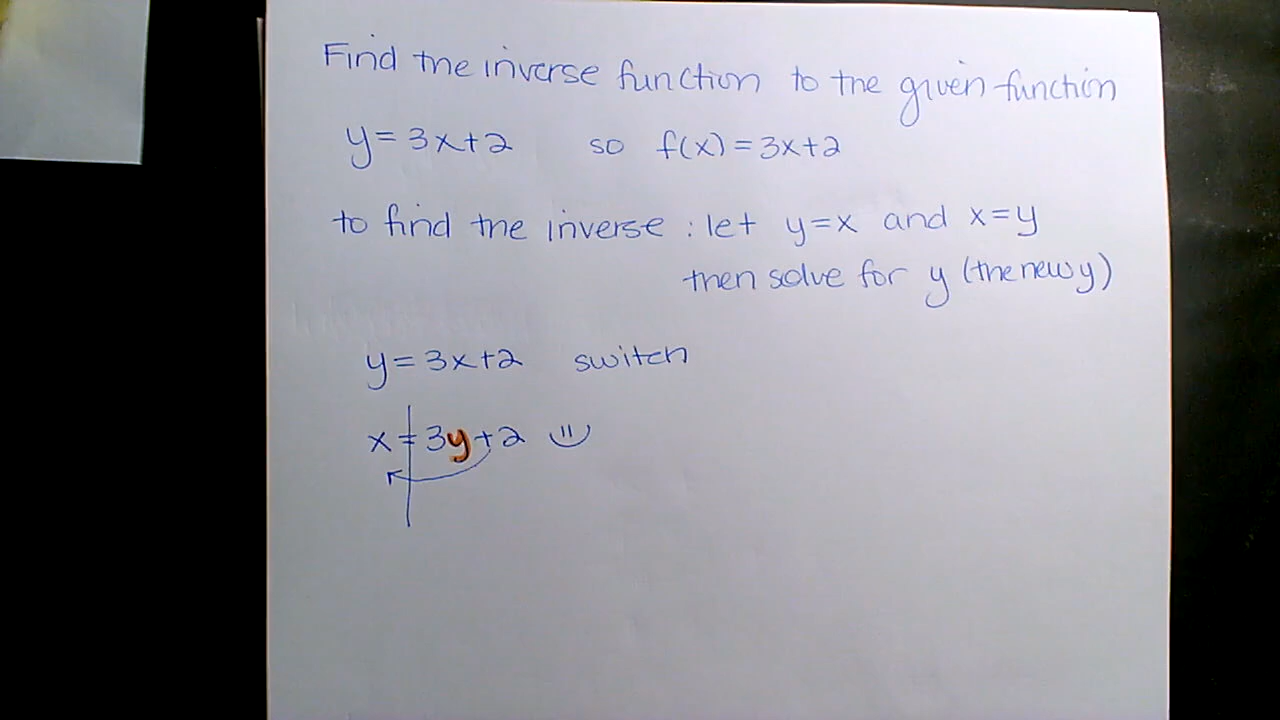 Find the inverse function to the given function
y = 3x+2 so f(x) = 3x+2
to find the inverse : let y=x and x=y
then solve for y (the new y)
y = 3x+2 switch
x = 3y+2